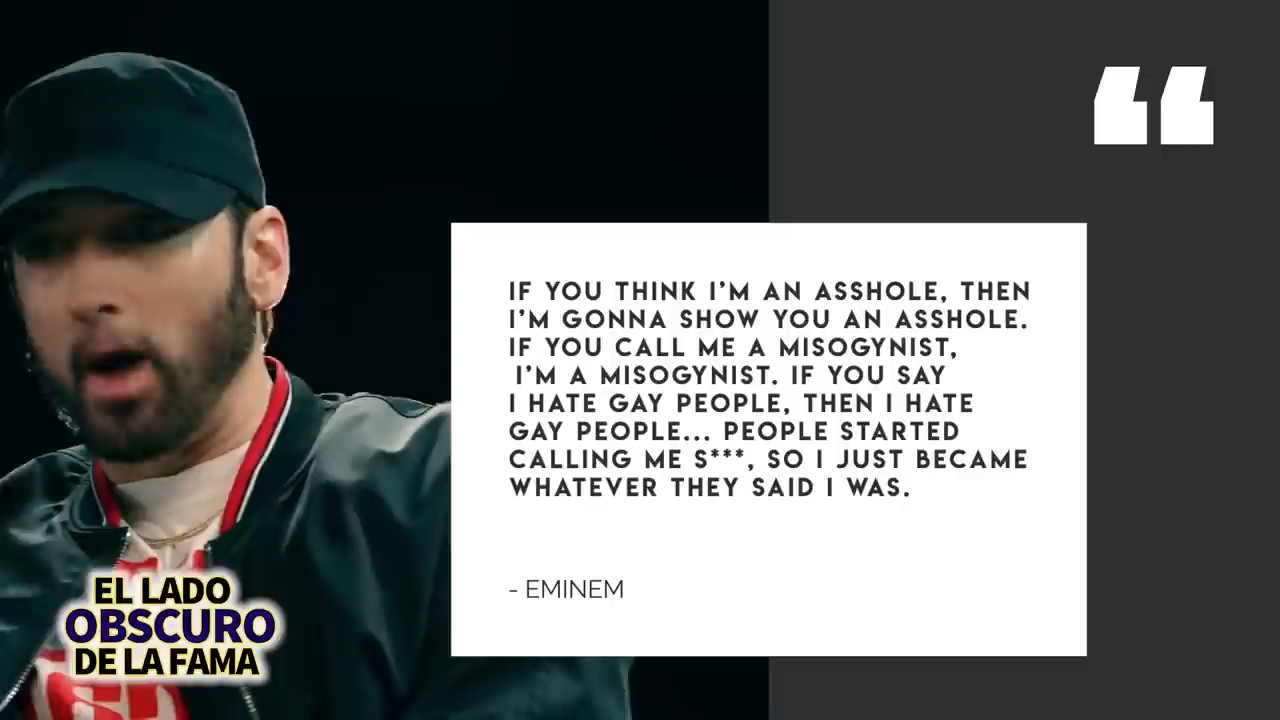 IF YOU THINK I'M AN ASSHOLE, THEN
I'M GONNA SHOW YOU AN ASSHOLE.
IF YOU CALL ME A MISOGYNIST,
I'M A MISOGYNIST. IF YOU SAY
I HATE GAY PEOPLE, THEN I HATE
GAY PEOPLE... PEOPLE STARTED
CALLING ME S***, SO I JUST BECAME
WHATEVER THEY SAID I WAS.
- EMINEM
EL LADO
OBSCURO
DE LA FAMA